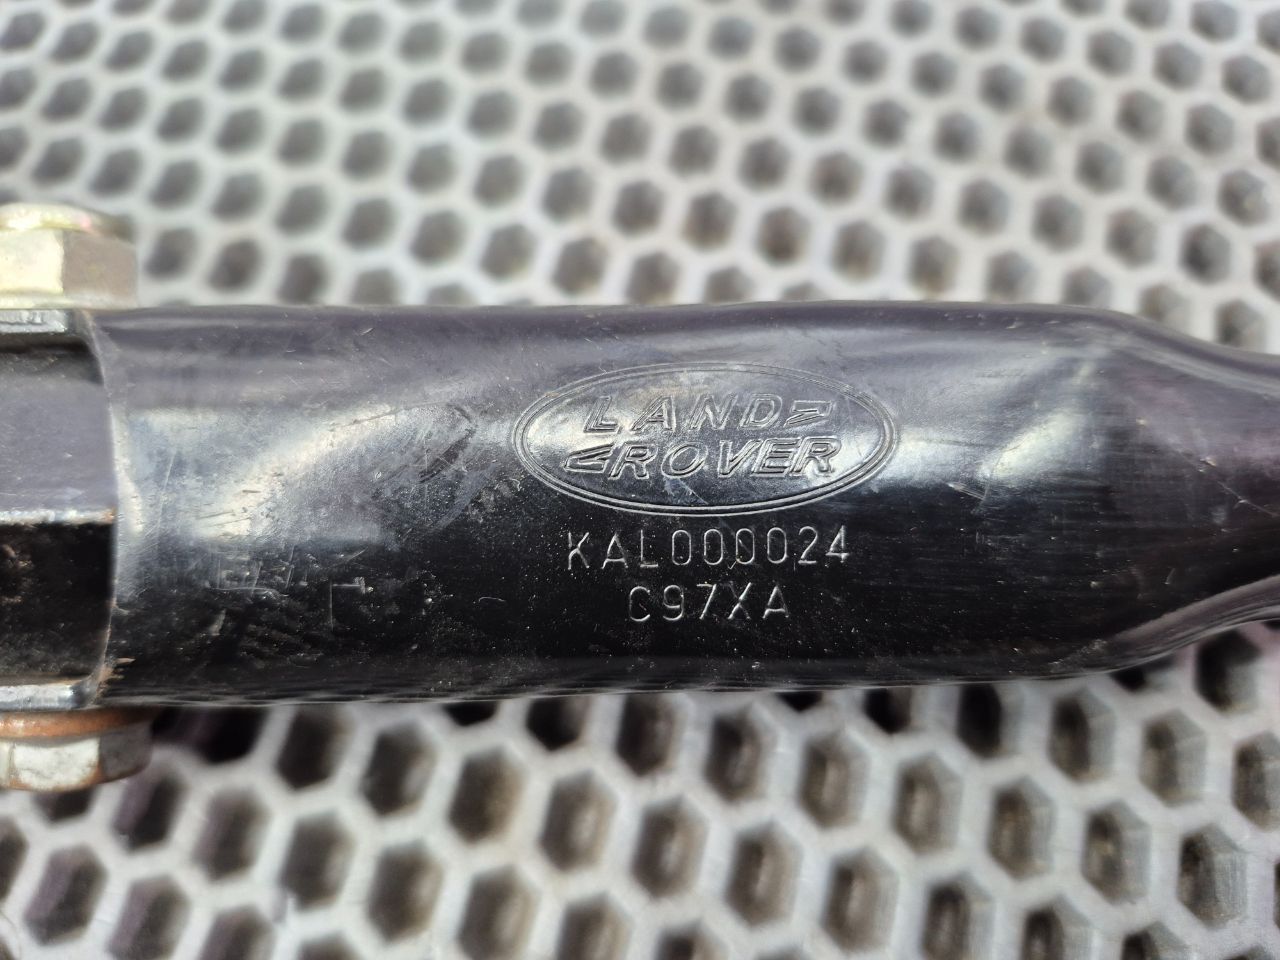 LAND
ROVER
KAL000024
C97XA